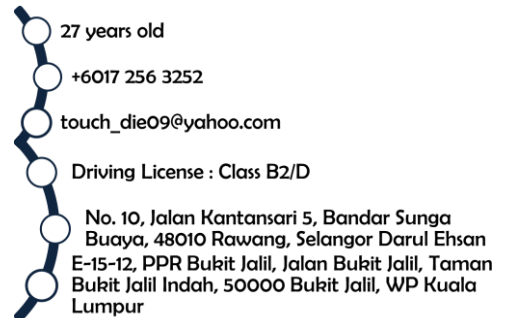 27 years old
+6017 256 3252
touch_die09@yahoo.com
Driving License : Class B2/D
No. 10, Jalan Kantansari 5, Bandar Sunga
Buaya, 48010 Rawang, Selangor Darul Ehsan
E-15-12, PPR Bukit Jalil, Jalan Bukit Jalil, Taman
Bukit Jalil Indah, 50000 Bukit Jalil, WP Kuala
Lumpur